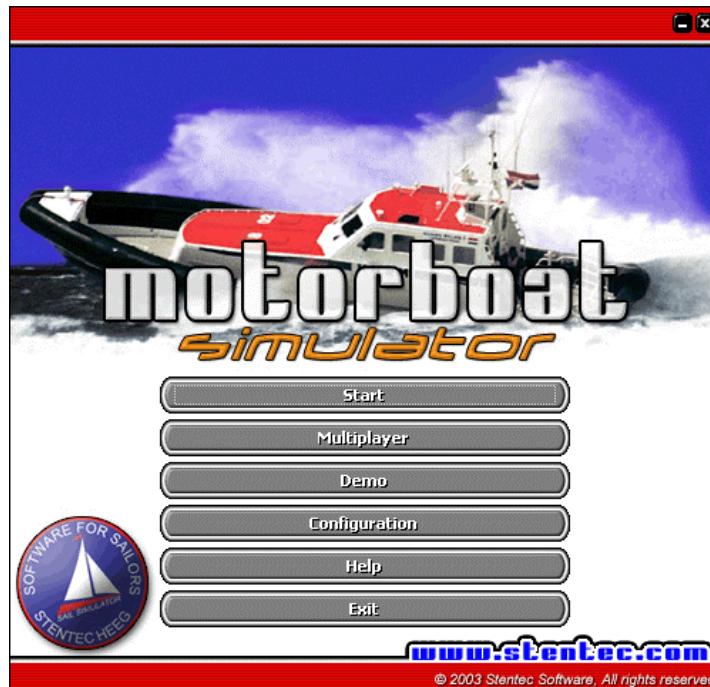 motorboat
simulator
Start
Multiplayer
Demo
Configuration
Help
Exit
SOFTWARE FOR SAILORS
SAIL SIMULATOR
STENTEC HEEG
www.stentec.com
© 2003 Stentec Software, All rights reserved